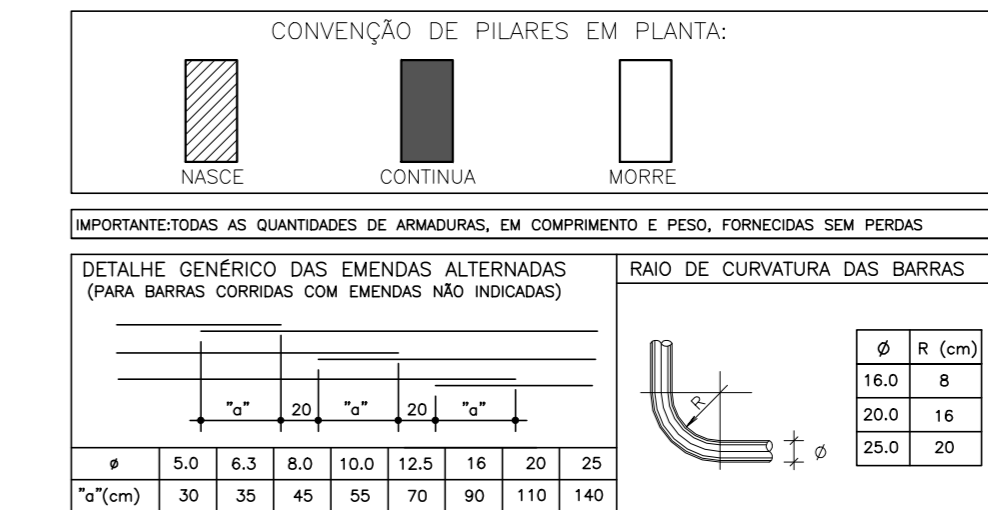 CONVENÇÃO DE PILARES EM PLANTA:
NASCE CONTINUA MORRE
IMPORTANTE:TODAS AS QUANTIDADES DE ARMADURAS, EM COMPRIMENTO E PESO, FORNECIDAS SEM PERDAS
DETALHE GENÉRICO DAS EMENDAS ALTERNADAS
(PARA BARRAS CORRIDAS COM EMENDAS NÃO INDICADAS)
"a" 20 "a" 20 "a"
ø 5.0 6.3 8.0 10.0 12.5 16 20 25
"a"(cm) 30 35 45 55 70 90 110 140
RAIO DE CURVATURA DAS BARRAS
R
ø
ø R (cm)
16.0 8
20.0 16
25.0 20